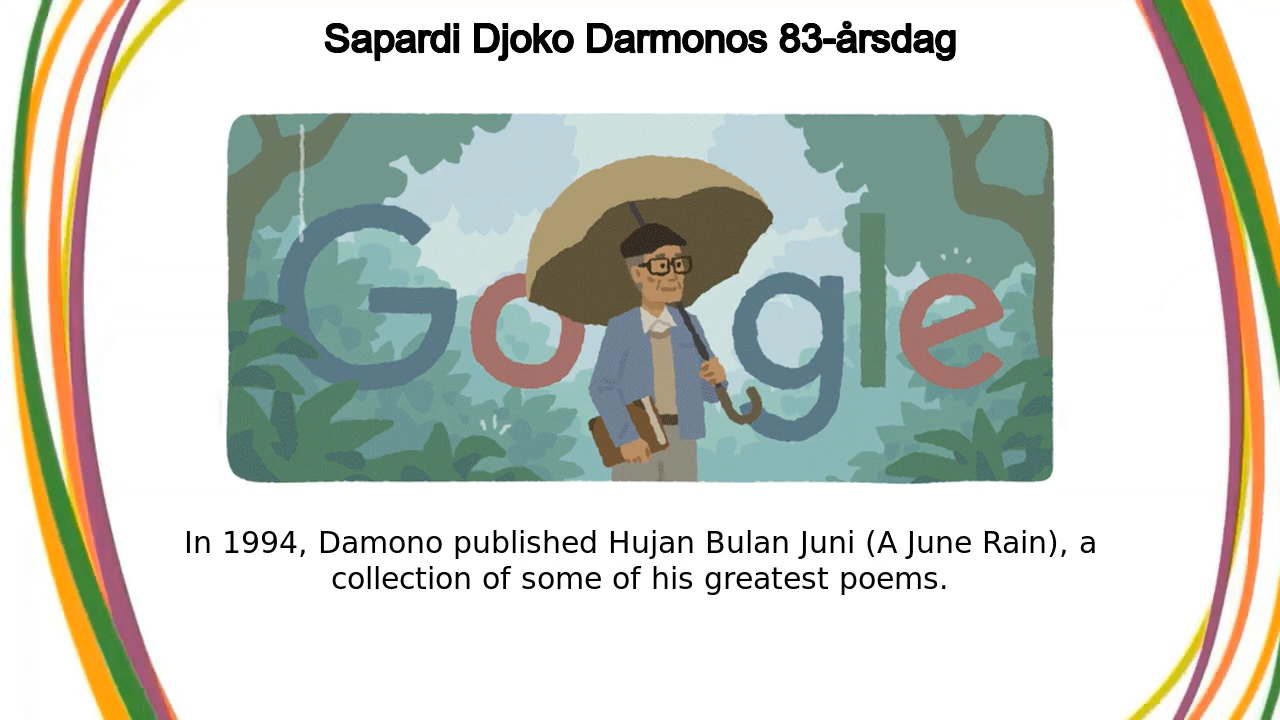 Sapardi Djoko Darmonos 83-årsdag
Google
In 1994, Damono published Hujan Bulan Juni (A June Rain), a
collection of some of his greatest poems.